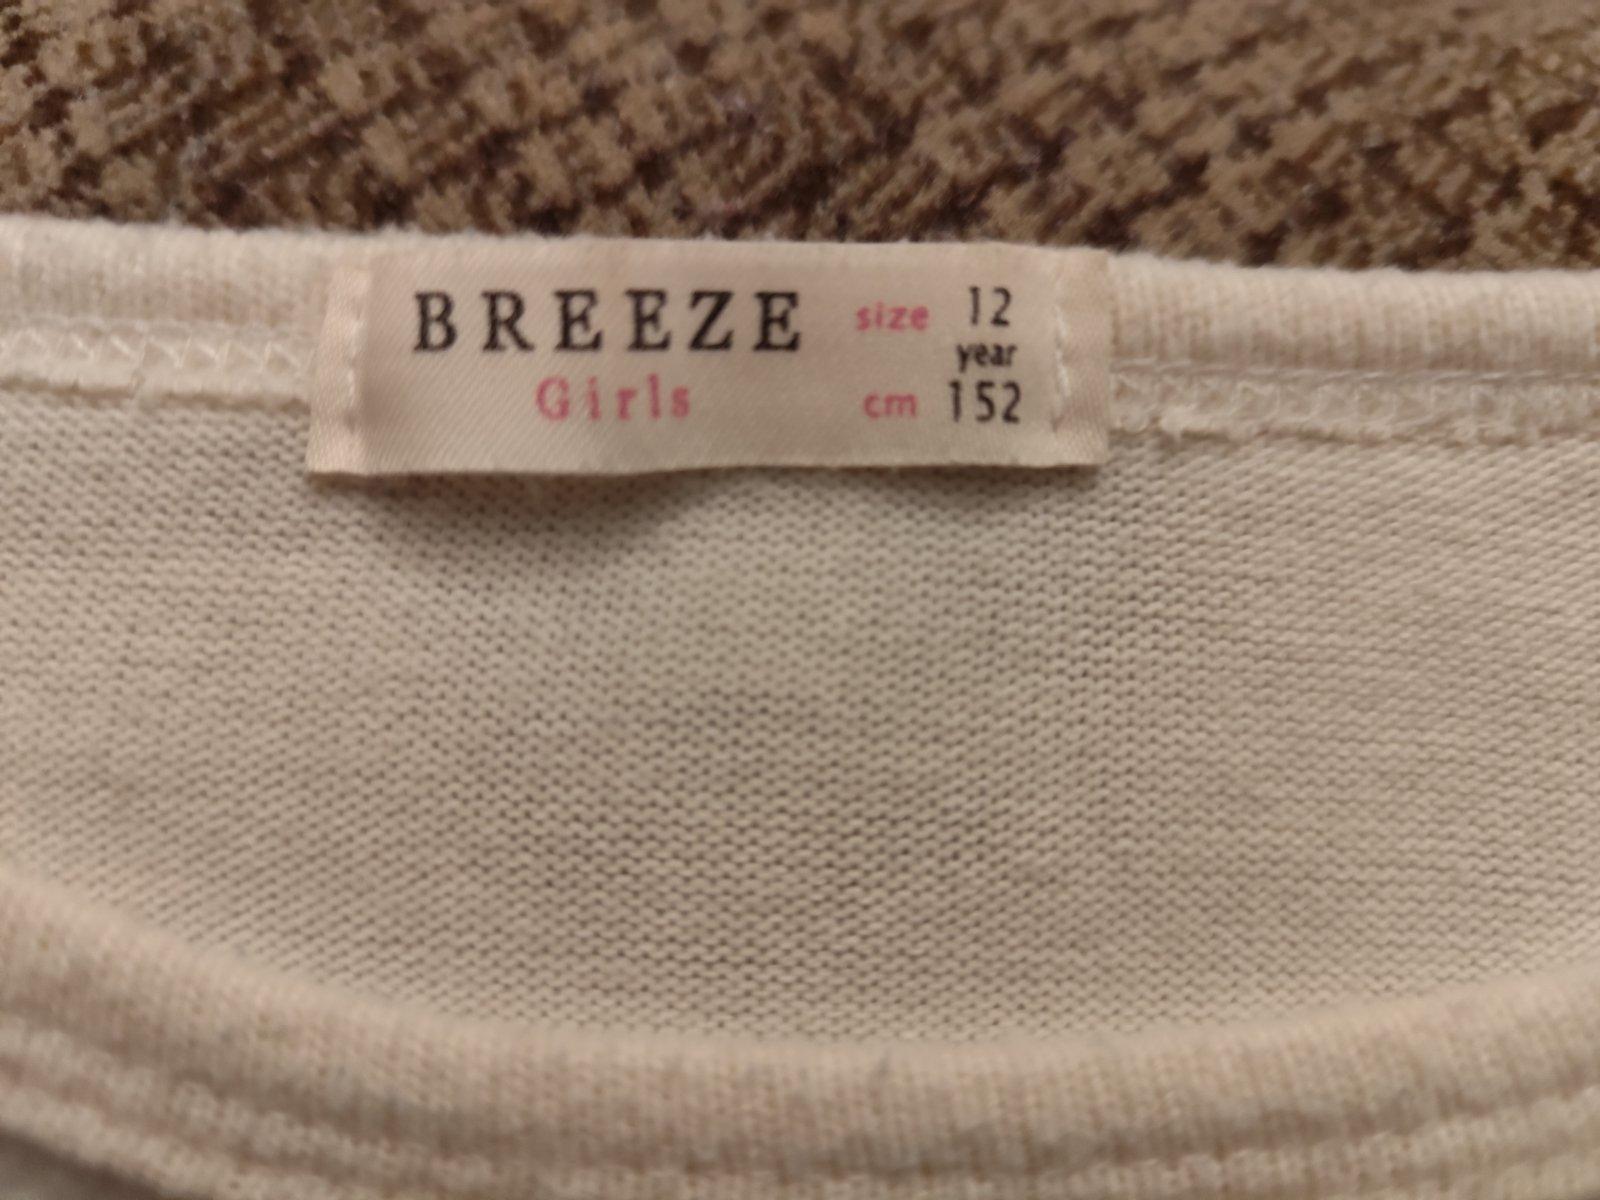 BREEZE
Girls
size 12
year
cm 152